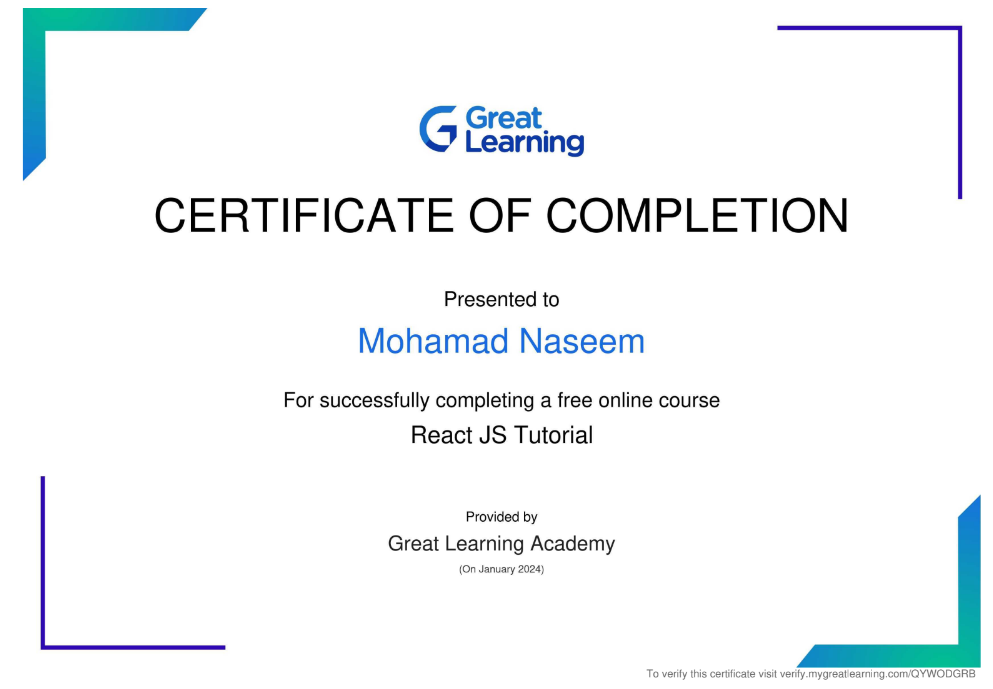 Great
Learning
CERTIFICATE OF COMPLETION
Presented to
Mohamad Naseem
For successfully completing a free online course
React JS Tutorial
Provided by
Great Learning Academy
(On January 2024)
To verify this certificate visit verify.mygreatlearning.com/QYWODGRB